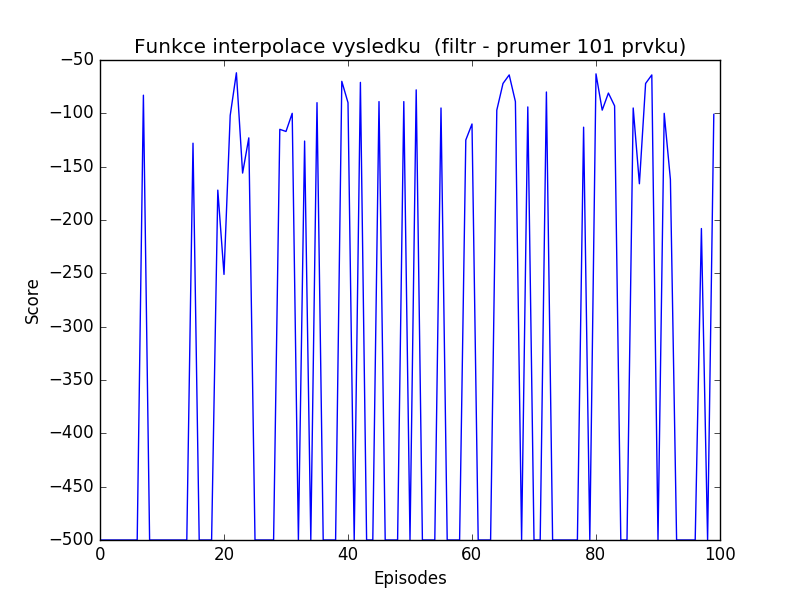 Funkce interpolace vysledku  (filtr - prumer 101 prvku)
−50
−100
−150
−200
−250
−300
−350
−400
−450
−500
Score
0 20 40 60 80 100
Episodes